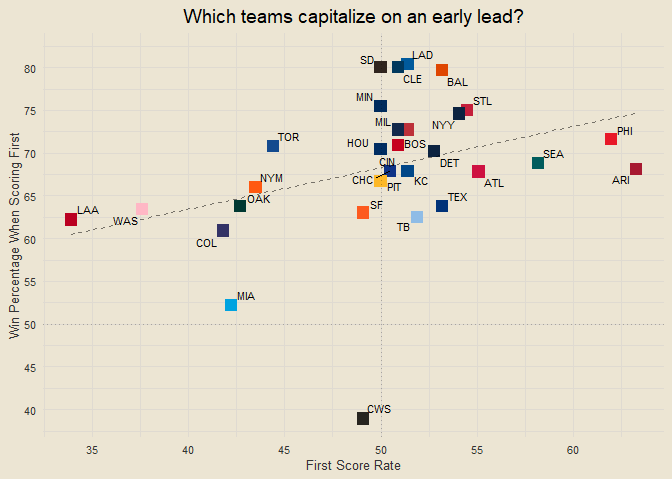 Which teams capitalize on an early lead?
Win Percentage When Scoring First
80
75
70
65
60
55
50
45
40
SD
LAD
CLE
BAL
MIN
STL
MIL
NYY
TOR
HOU
BOS
DET
PHI
CIN
SEA
NYM
CHC
PIT
KC
ATL
ARI
OAK
TEX
LAA
WAS
SF
TB
COL
MIA
CWS
35
40
45
50
55
60
First Score Rate